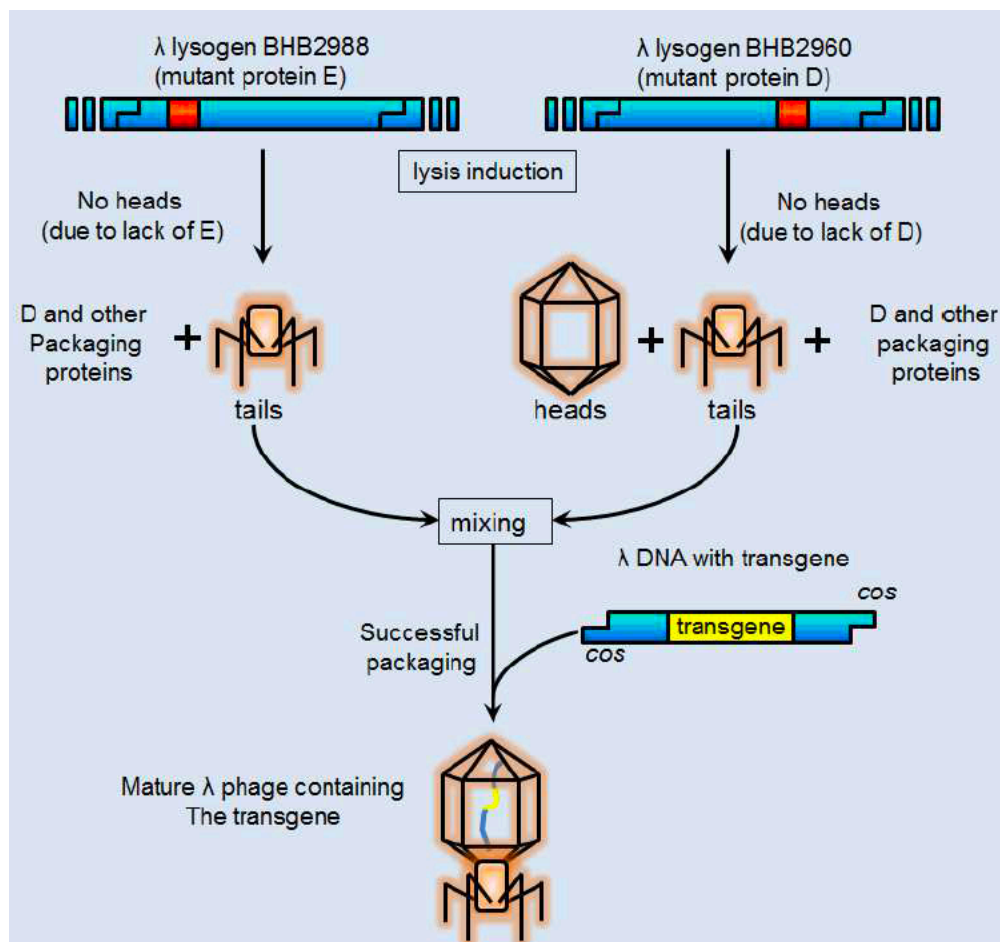 λ lysogen BHB2988
(mutant protein E)
λ lysogen BHB2960
(mutant protein D)
lysis induction
No heads
(due to lack of E)
No heads
(due to lack of D)
D and other
Packaging
proteins
+
tails
heads
+
tails
+
D and other
packaging
proteins
mixing
λ DNA with transgene
cos
transgene
cos
Successful
packaging
Mature λ phage containing
The transgene